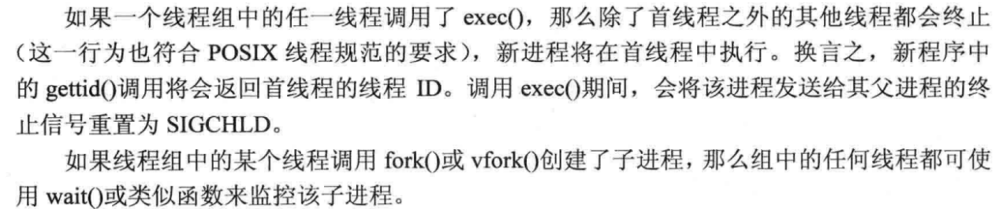 如果一个线程组中的任一线程调用了 exec()，那么除了首线程之外的其他线程都会终止
（这一行为也符合 POSIX 线程规范的要求），新进程将在首线程中执行。换言之，新程序中
的 gettid()调用将会返回首线程的线程 ID。调用 exec()期间，会将该进程发送给其父进程的终
止信号重置为 SIGCHLD。
如果线程组中的某个线程调用 fork()或 vfork()创建了子进程，那么组中的任何线程都可使
用 wait()或类似函数来监控该子进程。